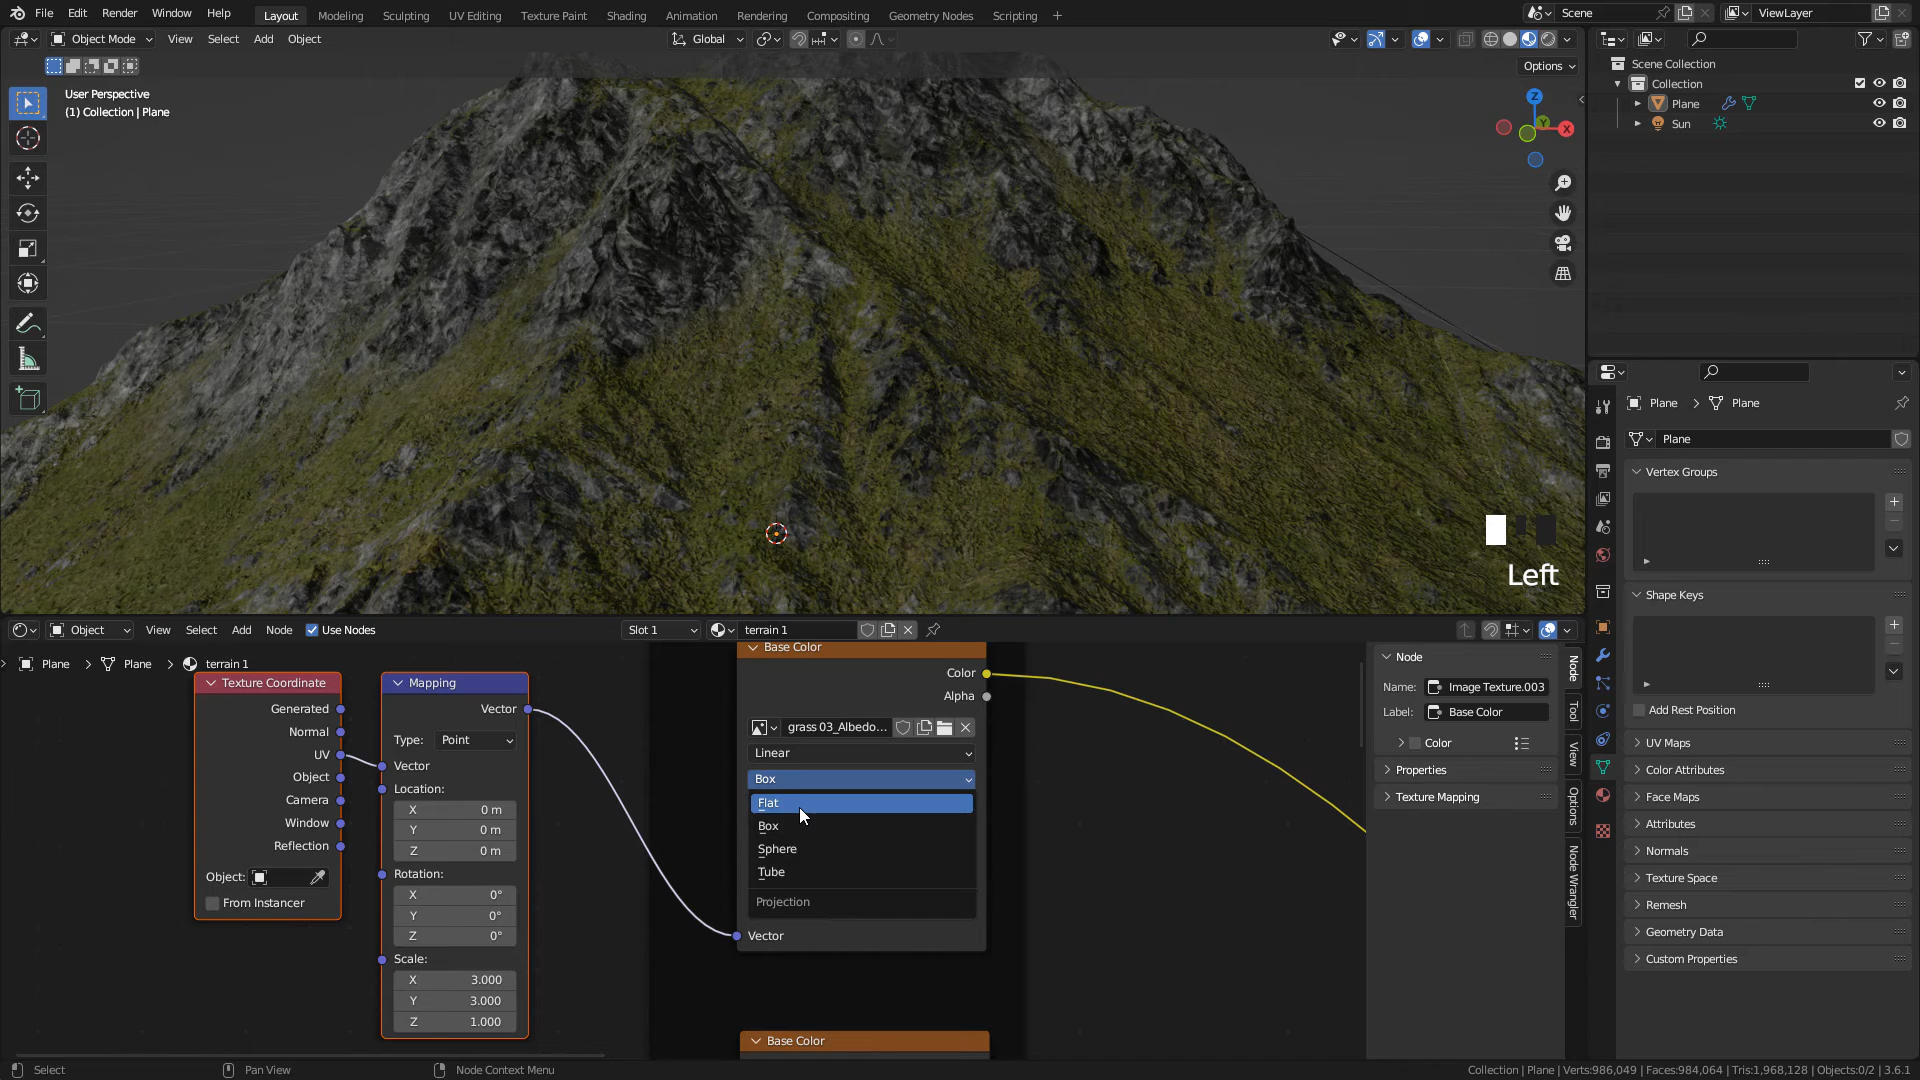 File Edit Render Window Help Layout Modeling Sculpting UV Editing Texture Paint Shading Animation Rendering Compositing Geometry Nodes Scripting + Scene ViewLayer
Object Mode View Select Add Object Global
Options
User Perspective
(1) Collection | Plane
Z
Y
X
Left
Scene Collection
Collection
Plane
Sun
Plane > Plane
Plane
Vertex Groups
Shape Keys
Add Rest Position
UV Maps
Color Attributes
Face Maps
Attributes
Normals
Texture Space
Remesh
Geometry Data
Custom Properties
Object View Select Add Node Use Nodes Slot 1 terrain 1
Plane > Plane > terrain 1
Texture Coordinate
Generated
Normal
UV
Object
Camera
Window
Reflection
Object:
From Instancer
Mapping
Vector
Type: Point
Vector
Location:
X 0 m
Y 0 m
Z 0 m
Rotation:
X 0°
Y 0°
Z 0°
Scale:
X 3.000
Y 3.000
Z 1.000
Base Color
Color
Alpha
grass 03_Albedo...
Linear
Box
Flat
Box
Sphere
Tube
Projection
Vector
Base Color
Node
Name: Image Texture.003
Label: Base Color
Color
Properties
Texture Mapping
Node
Tool
View
Options
Node Wrangler
Select Pan View Node Context Menu Collection | Plane | Verts:986,049 | Faces:984,064 | Tris:1,968,128 | Objects:0/2 | 3.6.1